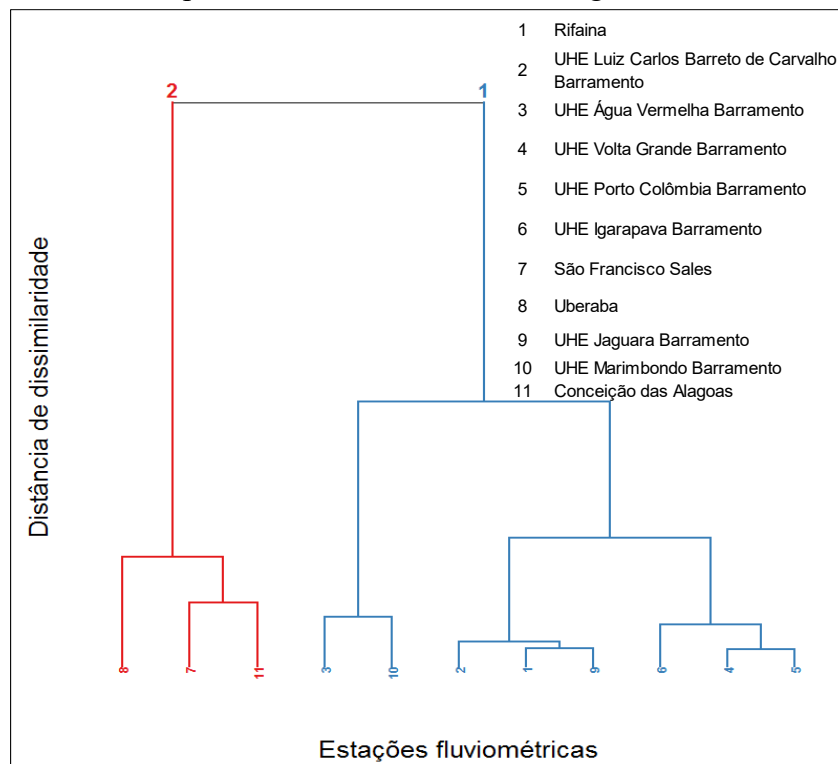 1 Rifaina
2 UHE Luiz Carlos Barreto de Carvalho
Barramento
3 UHE Água Vermelha Barramento
4 UHE Volta Grande Barramento
5 UHE Porto Colômbia Barramento
6 UHE Igarapava Barramento
7 São Francisco Sales
8 Uberaba
9 UHE Jaguara Barramento
10 UHE Marimbondo Barramento
11 Conceição das Alagoas
2 1
Distância de dissimilaridade
8 7 11 3 10 2 1 9 6 4 5
Estações fluviométricas